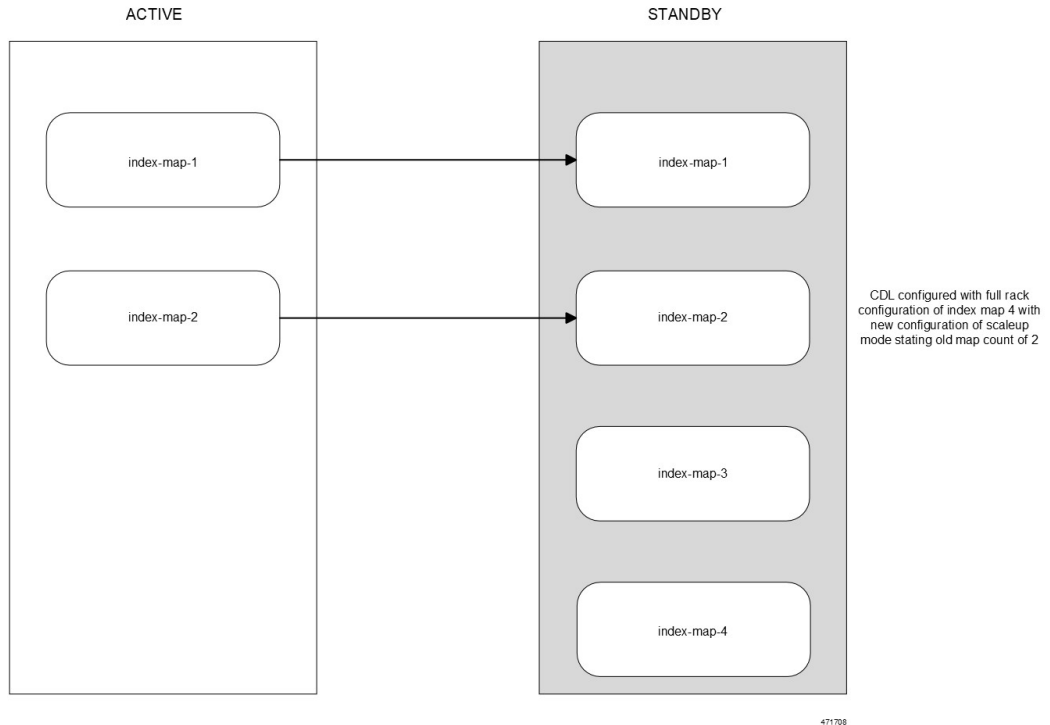 ACTIVE
STANDBY
index-map-1
index-map-1
index-map-2
index-map-2
CDL configured with full rack
configuration of index map 4 with
new configuration of scaleup
mode stating old map count of 2
index-map-3
index-map-4
471708